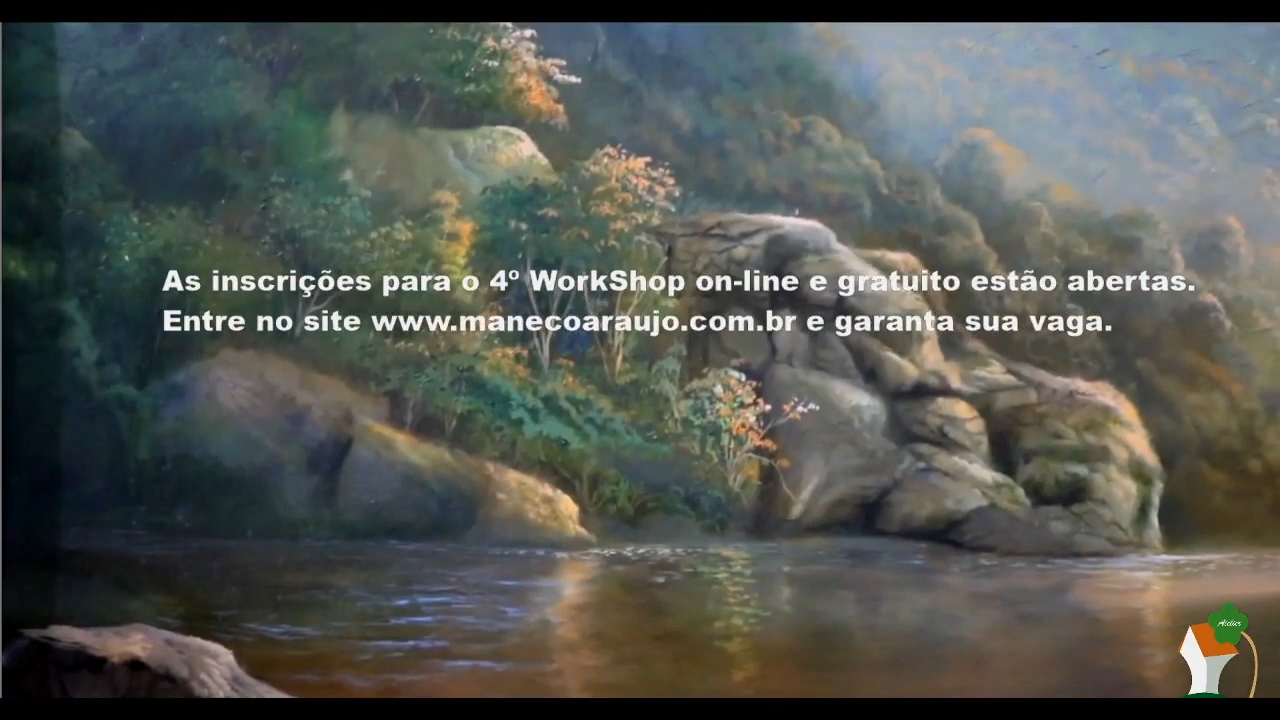 As inscrições para o 4º WorkShop on-line e gratuito estão abertas.
Entre no site www.manecoaraujo.com.br e garanta sua vaga.
Atelier